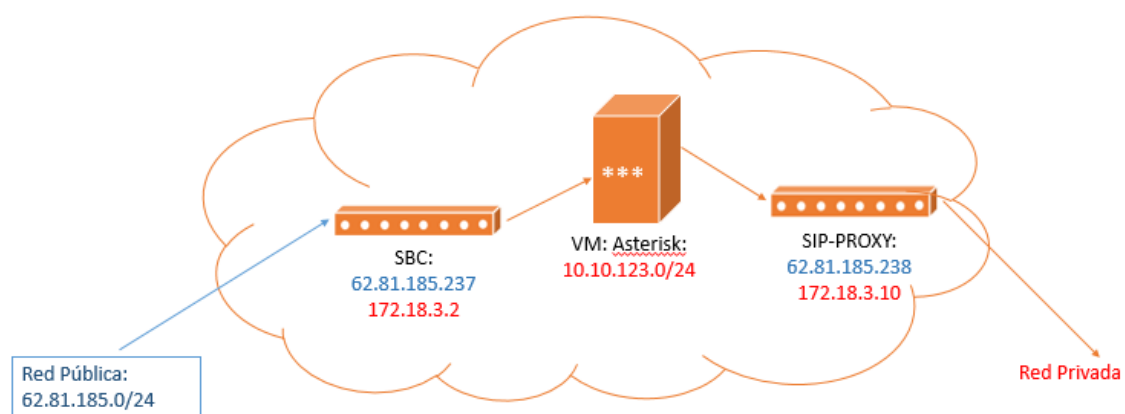 ***
SBC:
62.81.185.237
172.18.3.2
VM: Asterisk:
10.10.123.0/24
SIP-PROXY:
62.81.185.238
172.18.3.10
Red Pública:
62.81.185.0/24
Red Privada